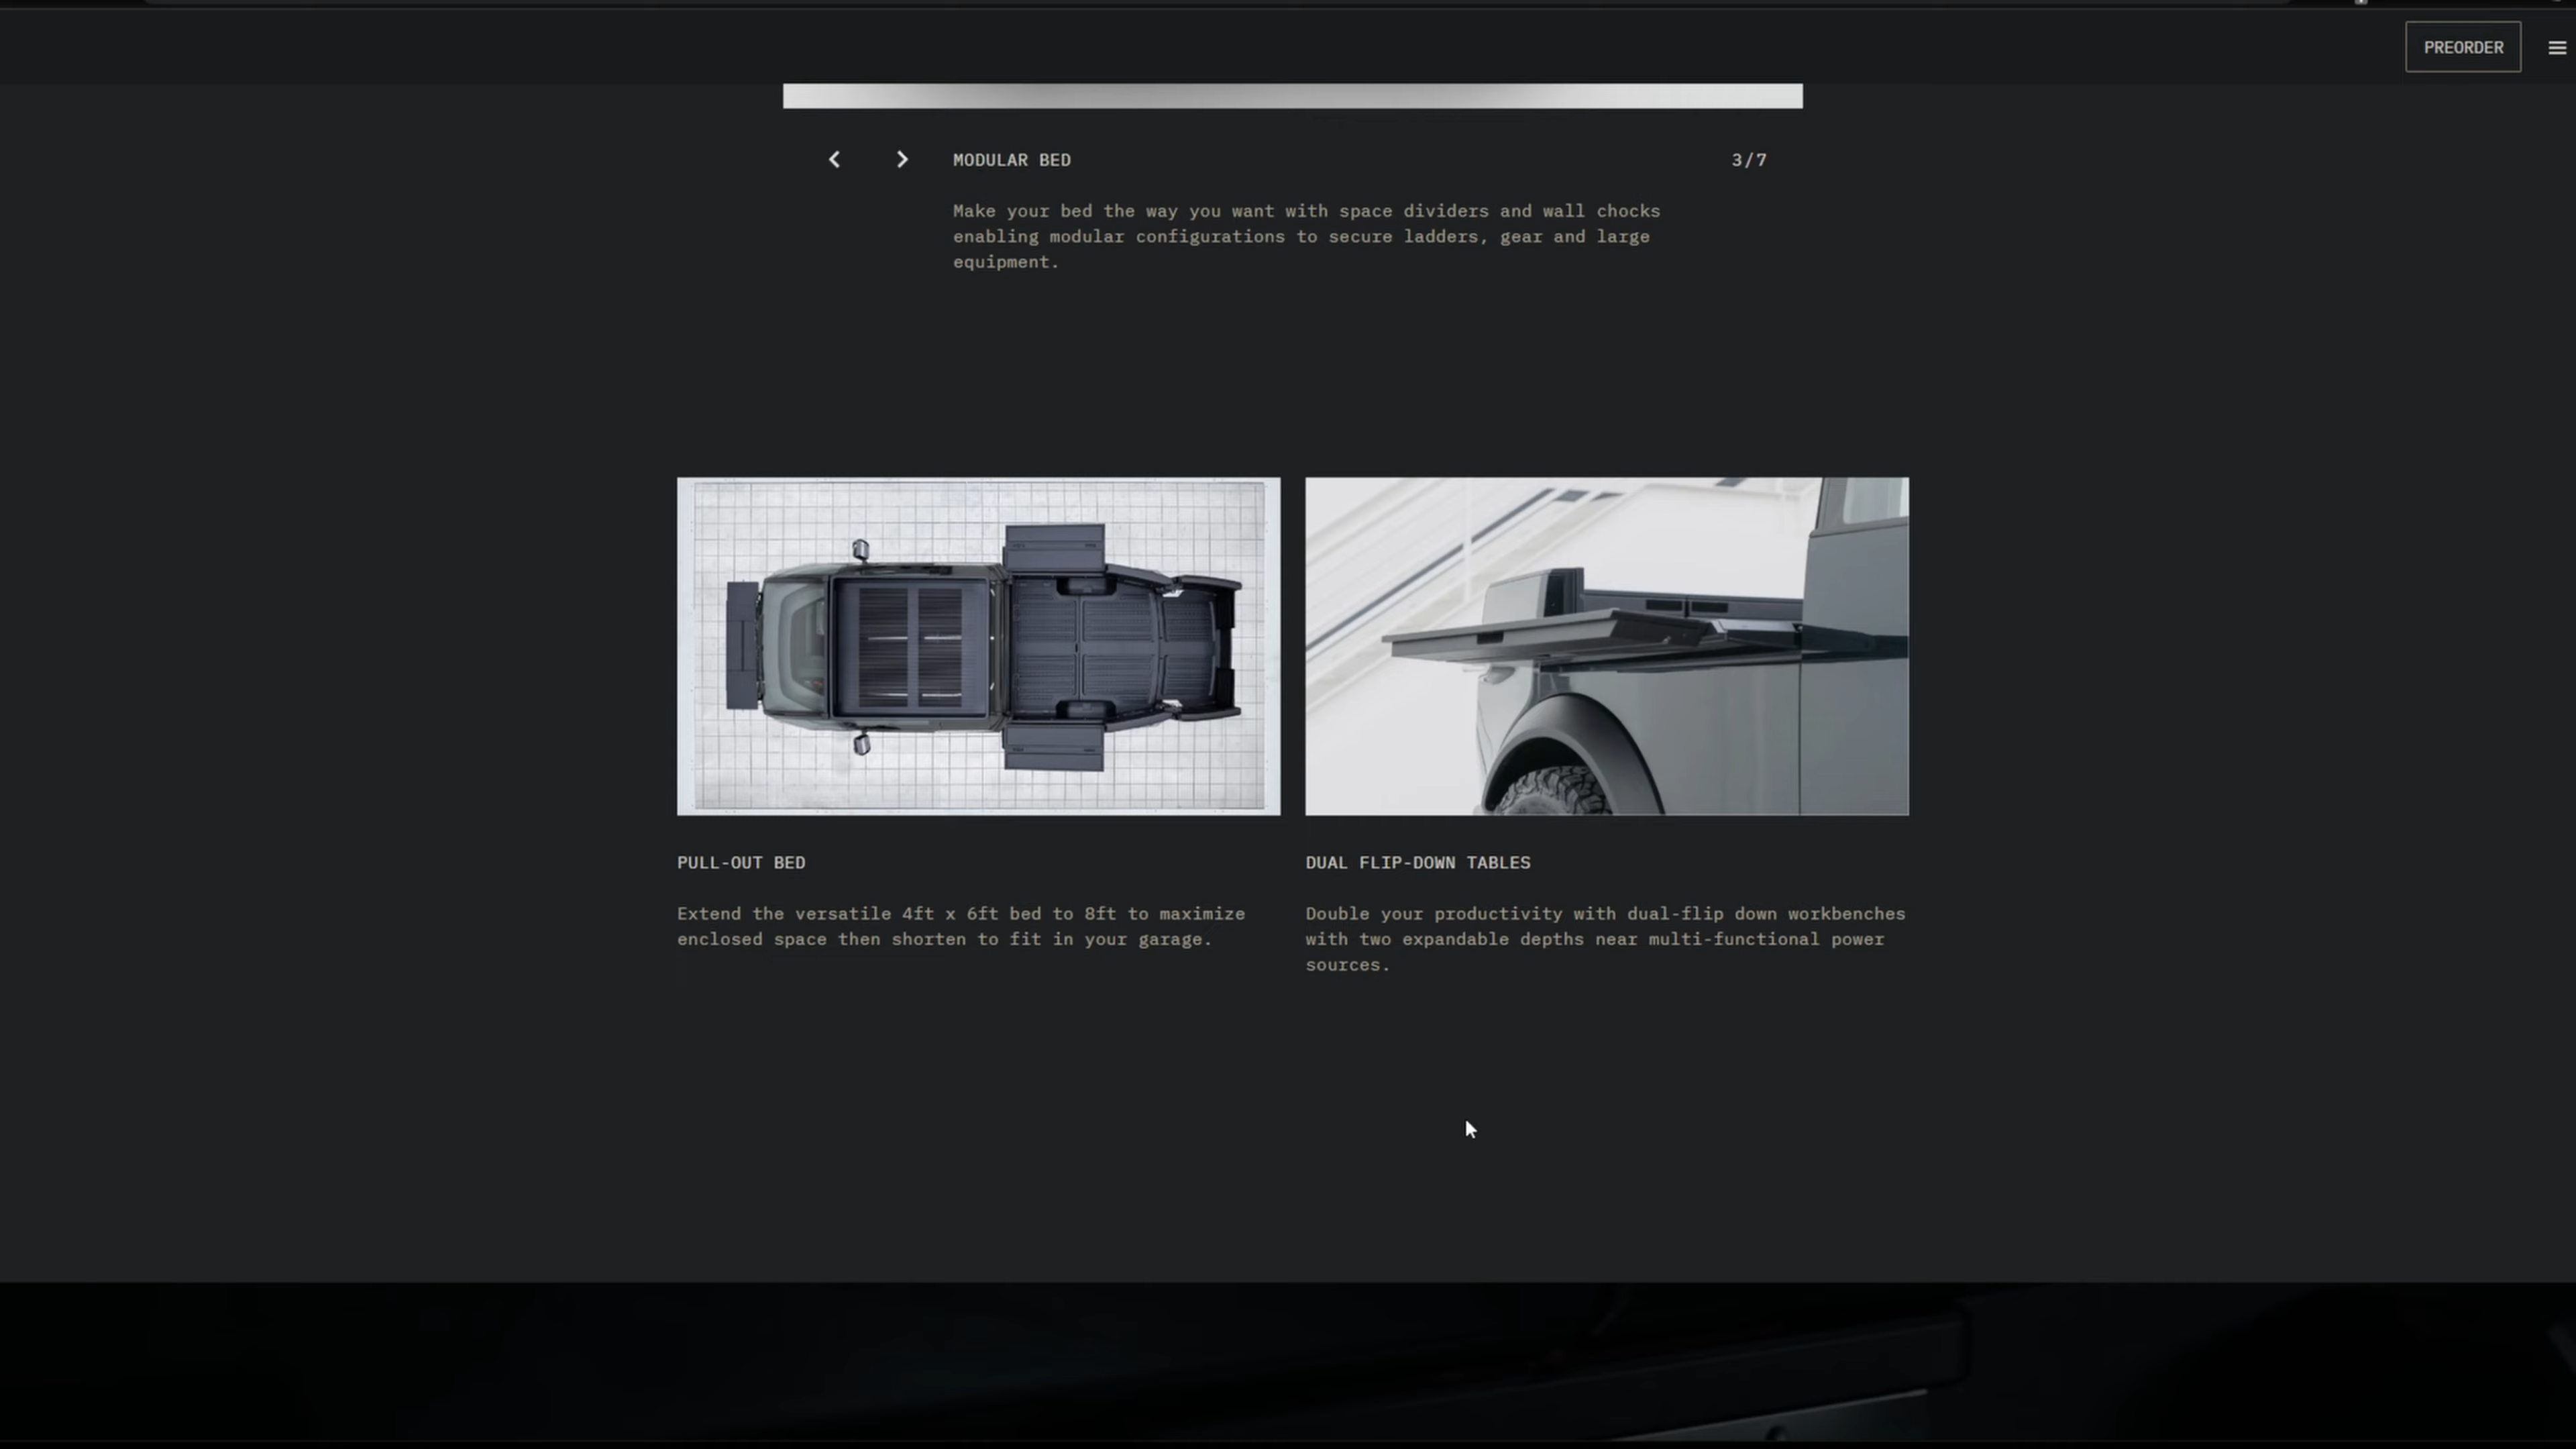 PREORDER
MODULAR BED
3/7
Make your bed the way you want with space dividers and wall chocks
enabling modular configurations to secure ladders, gear and large
equipment.
PULL-OUT BED
Extend the versatile 4ft x 6ft bed to 8ft to maximize
enclosed space then shorten to fit in your garage.
DUAL FLIP-DOWN TABLES
Double your productivity with dual-flip down workbenches
with two expandable depths near multi-functional power
sources.